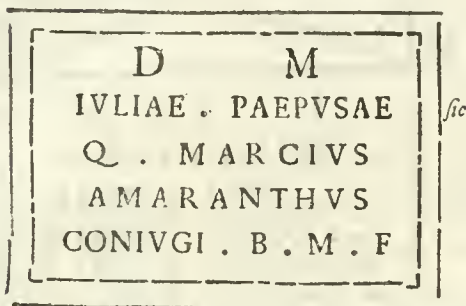 D M
IVLIAE . PAEPVSAE sic
Q . MARCIVS
AMARANTHVS
CONIVGI . B . M . F